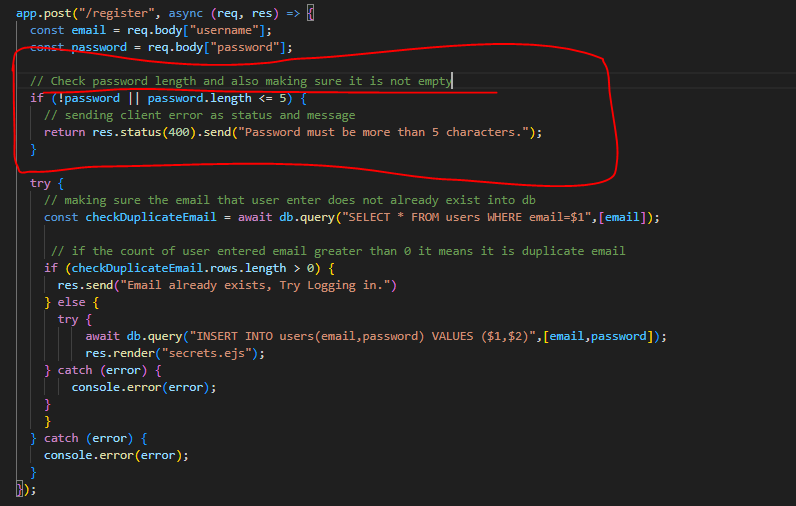 app.post("/register", async (req, res) => {
const email = req.body["username"];
const password = req.body["password"];
// Check password length and also making sure it is not empty
if (!password || password.length <= 5) {
// sending client error as status and message
return res.status(400).send("Password must be more than 5 characters.");
}
try {
// making sure the email that user enter does not already exist into db
const checkDuplicateEmail = await db.query("SELECT * FROM users WHERE email=$1",[email]);
// if the count of user entered email greater than 0 it means it is duplicate email
if (checkDuplicateEmail.rows.length > 0) {
res.send("Email already exists, Try Logging in.")
} else {
try {
await db.query("INSERT INTO users(email,password) VALUES ($1,$2)",[email,password]);
res.render("secrets.ejs");
} catch (error) {
console.error(error);
}
}
} catch (error) {
console.error(error);
}
});